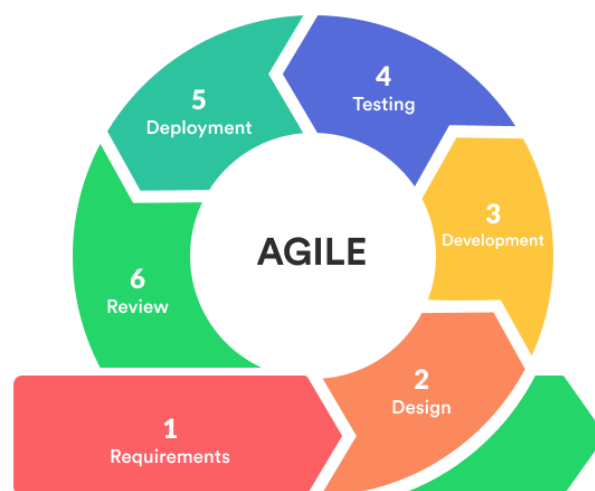 AGILE
1
Requirements
2
Design
3
Development
4
Testing
5
Deployment
6
Review